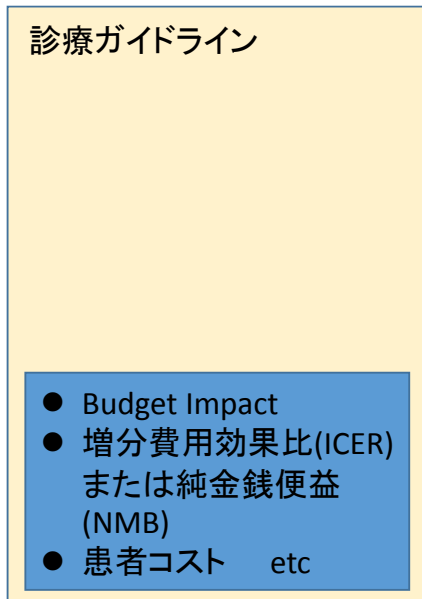 診療ガイドライン
● Budget Impact
● 増分費用効果比(ICER)
または純金銭便益
(NMB)
● 患者コスト etc